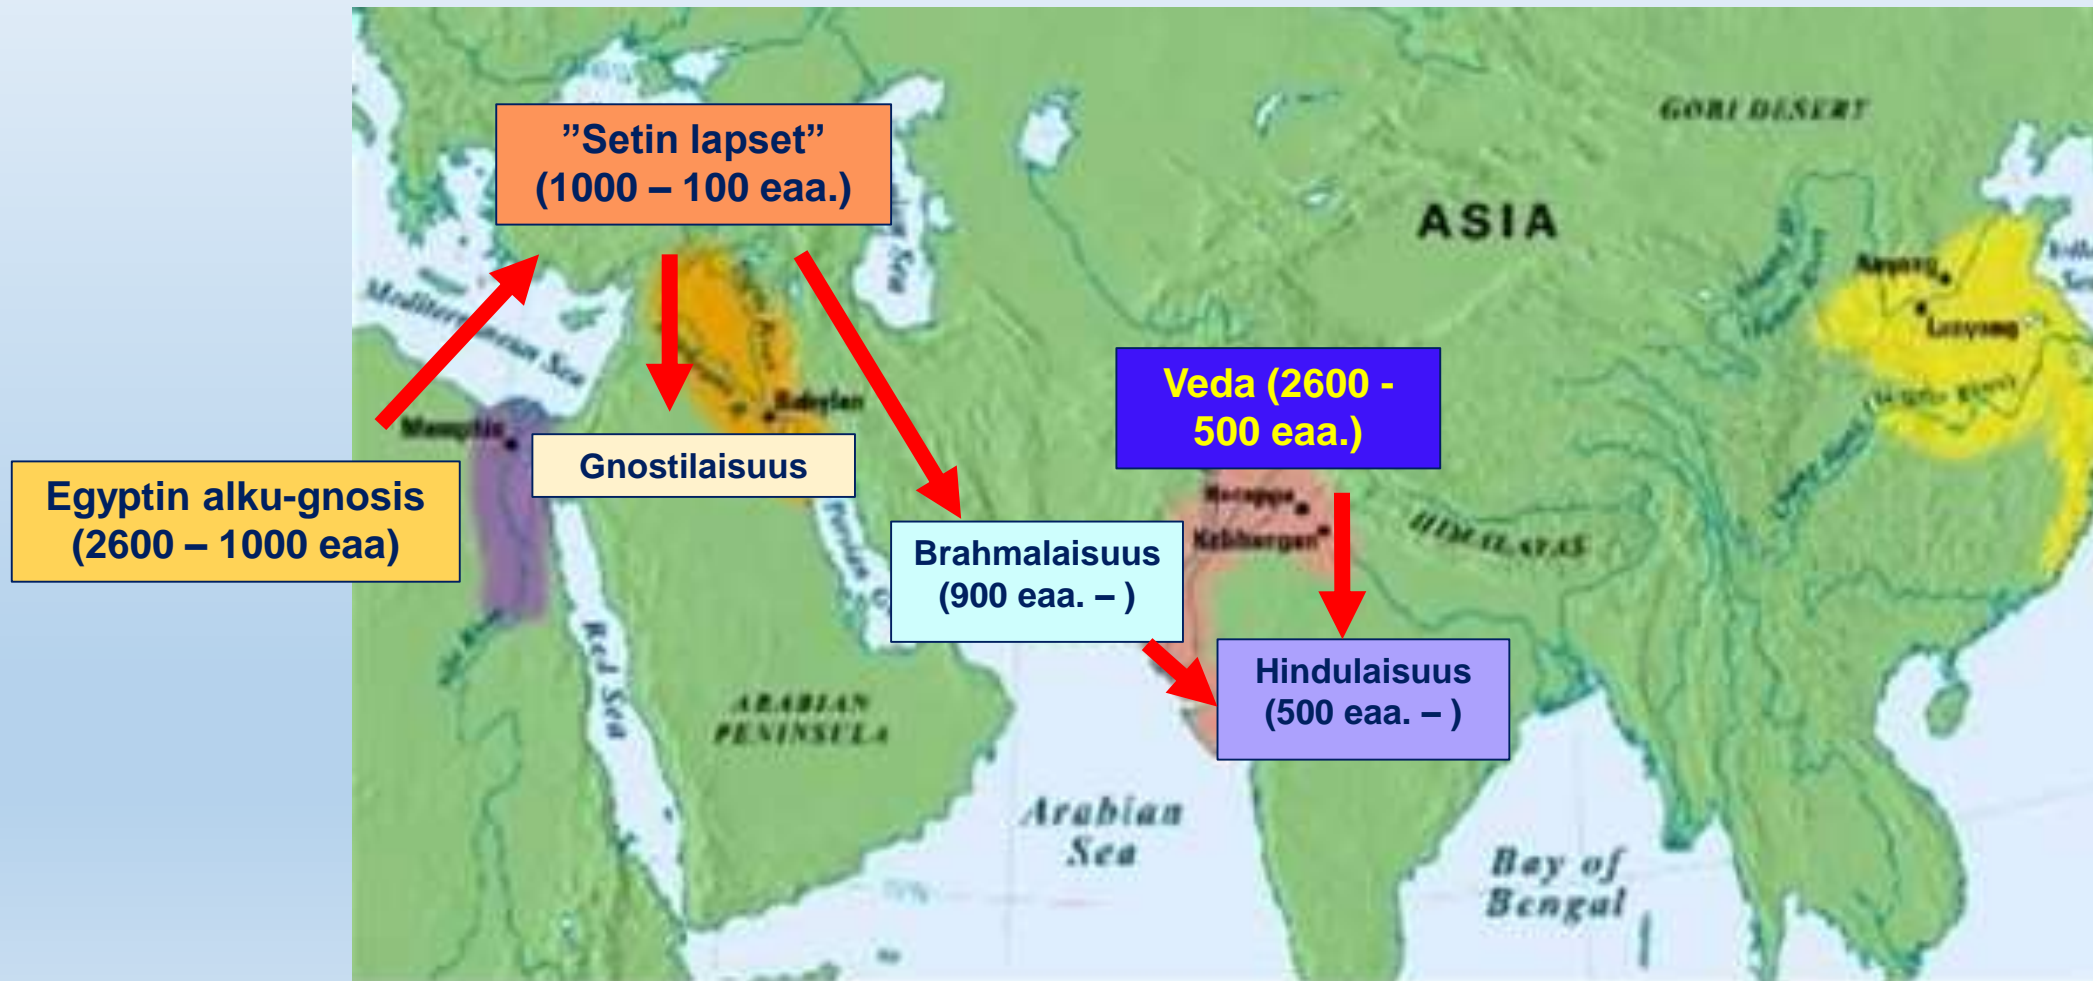 GOBI DESERT
”Setin lapset”
(1000 – 100 eaa.)
ASIA
Mediterranean Sea
Veda (2600 -
500 eaa.)
Babylon
Memphis
Gnostilaisuus
Egyptin alku-gnosis
(2600 – 1000 eaa)
Harappa
HIMALAYAS
Brahmalaisuus
(900 eaa. – )
Persian
Red Sea
Hindulaisuus
(500 eaa. – )
ARABIAN
PENINSULA
Arabian
Sea
Bay of
Bengal